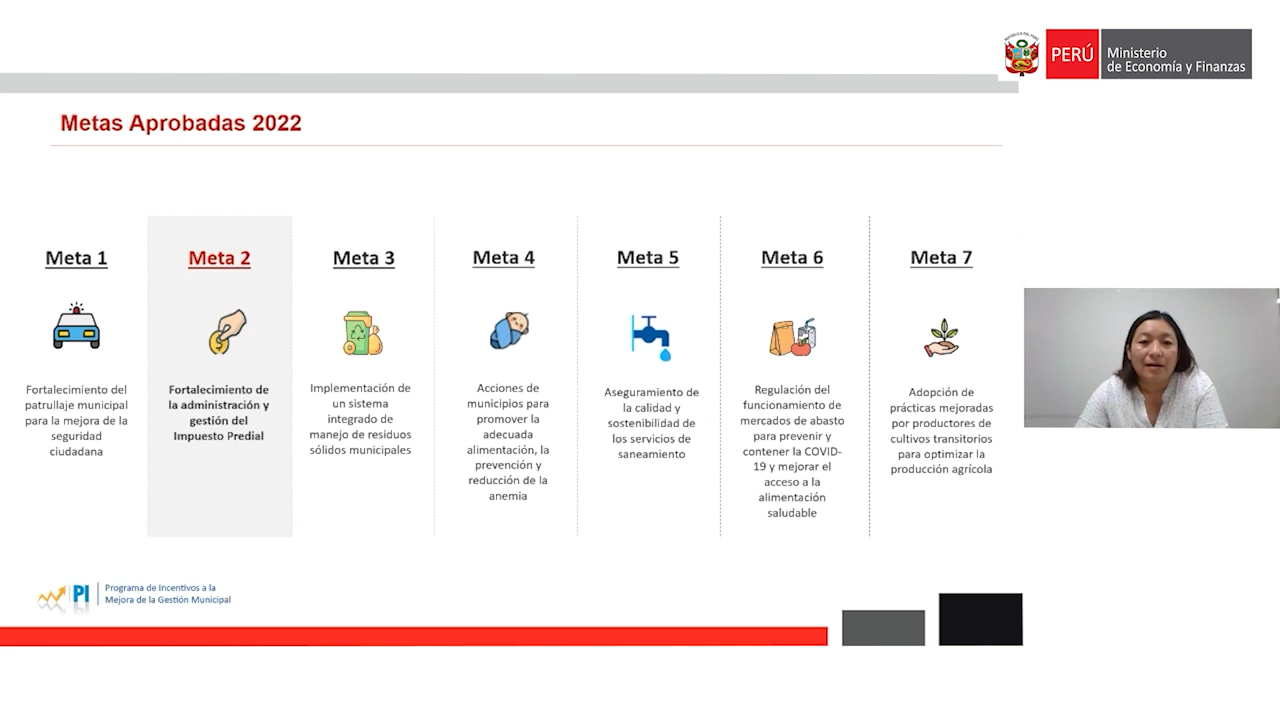 REPÚBLICA DEL PERÚ
PERÚ
Ministerio
de Economía y Finanzas
Metas Aprobadas 2022
Meta 1
Fortalecimiento del
patrullaje municipal
para la mejora de la
seguridad
ciudadana
Meta 2
Fortalecimiento de
la administración y
gestión del
Impuesto Predial
Meta 3
Implementación de
un sistema
integrado de
manejo de residuos
sólidos municipales
Meta 4
Acciones de
municipios para
promover la
adecuada
alimentación, la
prevención y
reducción de la
anemia
Meta 5
Aseguramiento de
la calidad y
sostenibilidad de
los servicios de
saneamiento
Meta 6
Regulación del
funcionamiento de
mercados de abasto
para prevenir y
contener la COVID-
19 y mejorar el
acceso a la
alimentación
saludable
Meta 7
Adopción de
prácticas mejoradas
por productores de
cultivos transitorios
para optimizar la
producción agrícola
PI
Programa de Incentivos a la
Mejora de la Gestión Municipal